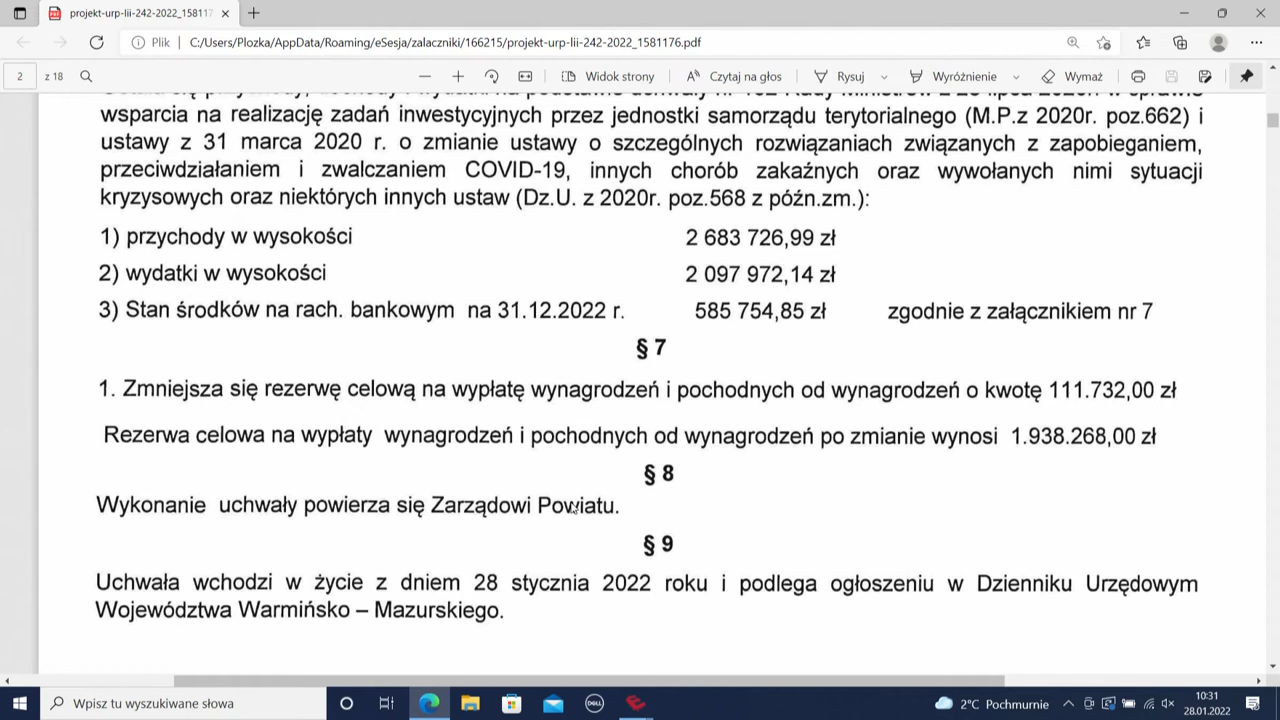 projekt-urp-lii-242-2022_15811
Plik C:/Users/Plozka/AppData/Roaming/eSesja/zalaczniki/166215/projekt-urp-lii-242-2022_1581176.pdf
2 z 18 Widok strony Czytaj na głos Rysuj Wyróżnienie Wymaż
wsparcia na realizację zadań inwestycyjnych przez jednostki samorządu terytorialnego (M.P.z 2020r. poz.662) i
ustawy z 31 marca 2020 r. o zmianie ustawy o szczególnych rozwiązaniach związanych z zapobieganiem,
przeciwdziałaniem i zwalczaniem COVID-19, innych chorób zakaźnych oraz wywołanych nimi sytuacji
kryzysowych oraz niektórych innych ustaw (Dz.U. z 2020r. poz.568 z późn.zm.):
1) przychody w wysokości 2 683 726,99 zł
2) wydatki w wysokości 2 097 972,14 zł
3) Stan środków na rach. bankowym na 31.12.2022 r. 585 754,85 zł zgodnie z załącznikiem nr 7
§ 7
1. Zmniejsza się rezerwę celową na wypłatę wynagrodzeń i pochodnych od wynagrodzeń o kwotę 111.732,00 zł
Rezerwa celowa na wypłaty wynagrodzeń i pochodnych od wynagrodzeń po zmianie wynosi 1.938.268,00 zł
§ 8
Wykonanie uchwały powierza się Zarządowi Powiatu.
§ 9
Uchwała wchodzi w życie z dniem 28 stycznia 2022 roku i podlega ogłoszeniu w Dzienniku Urzędowym
Województwa Warmińsko – Mazurskiego.
Wpisz tu wyszukiwane słowa DELL 2°C Pochmurnie 10:31
28.01.2022